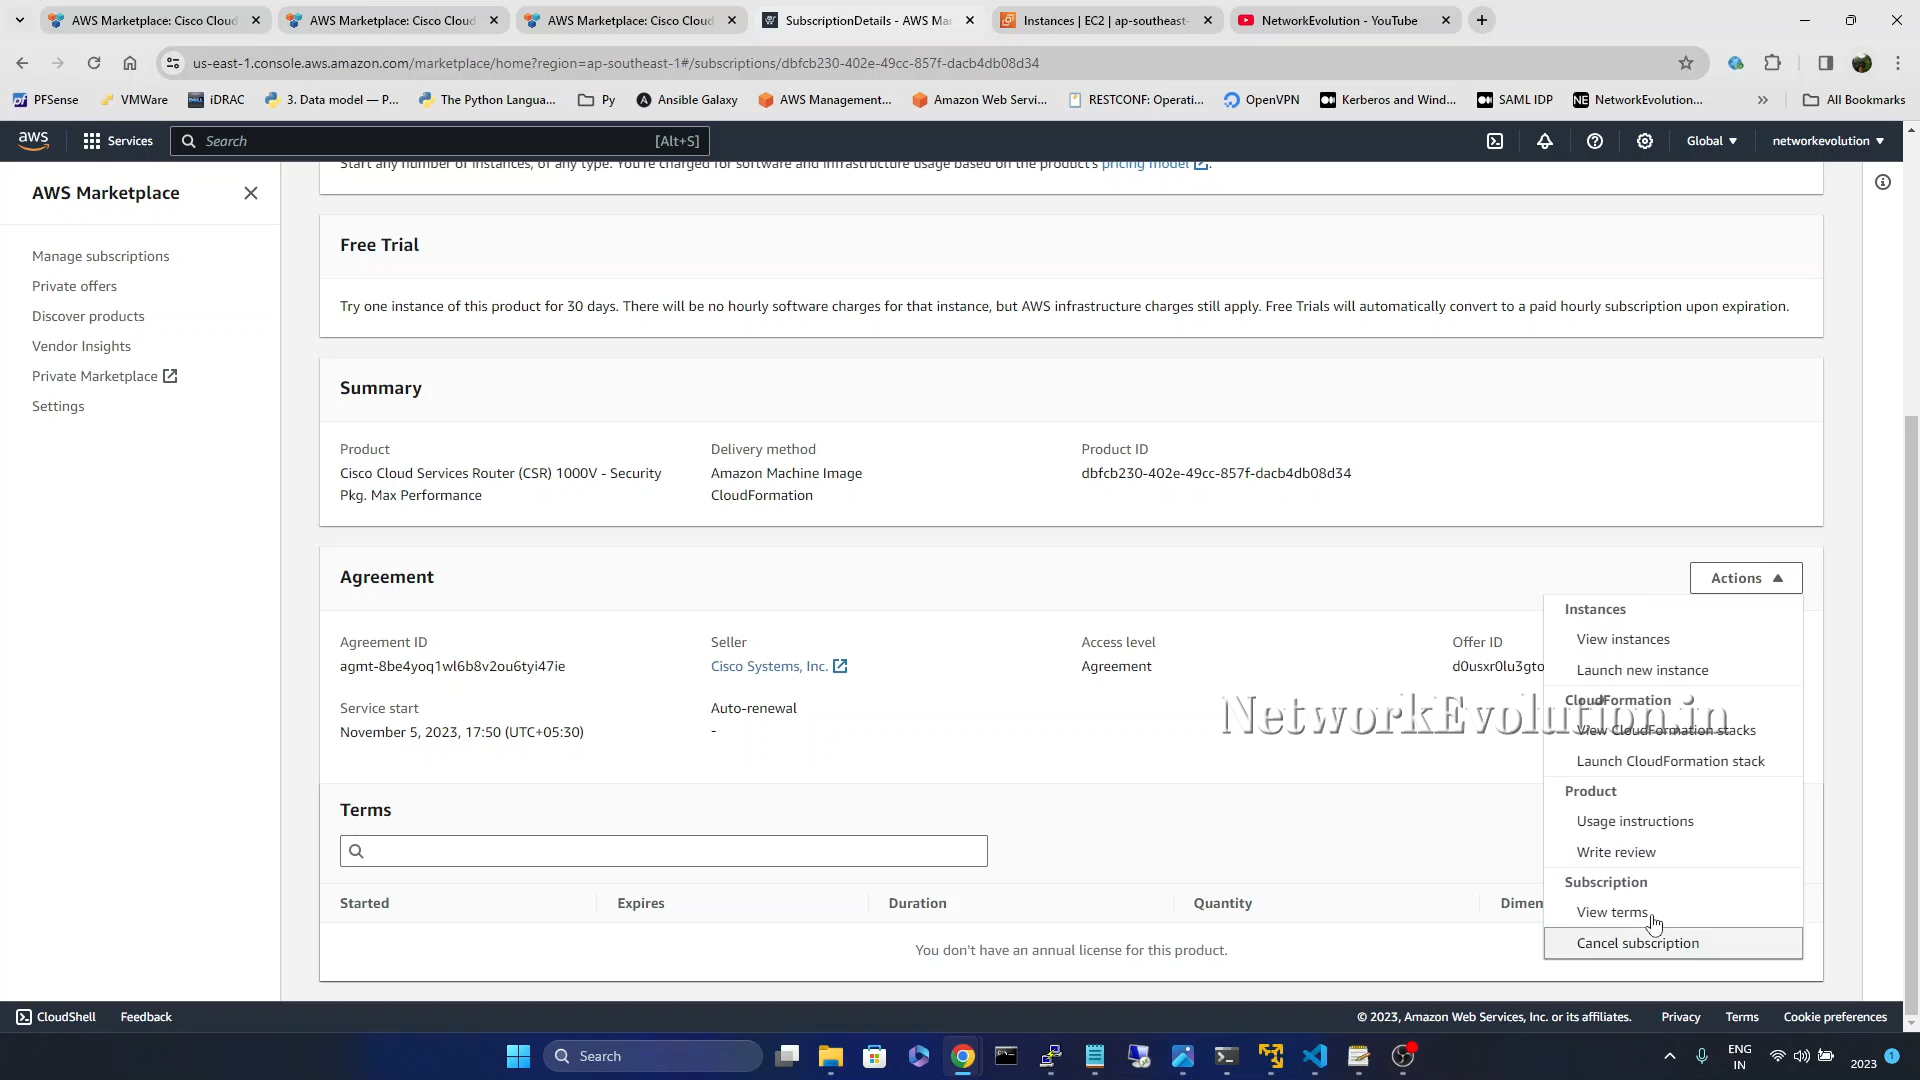 AWS Marketplace: Cisco Cloud
AWS Marketplace: Cisco Cloud
AWS Marketplace: Cisco Cloud
SubscriptionDetails - AWS Ma
Instances | EC2 | ap-southeast-
NetworkEvolution - YouTube
us-east-1.console.aws.amazon.com/marketplace/home?region=ap-southeast-1#/subscriptions/dbfcb230-402e-49cc-857f-dacb4db08d34
PFSense
VMWare
iDRAC
3. Data model — P...
The Python Langua...
Py
Ansible Galaxy
AWS Management...
Amazon Web Servi...
RESTCONF: Operati...
OpenVPN
Kerberos and Wind...
SAML IDP
NetworkEvolution...
»
All Bookmarks
aws
Services
Search
[Alt+S]
Global
networkevolution
AWS Marketplace
Manage subscriptions
Private offers
Discover products
Vendor Insights
Private Marketplace
Settings
Start any number of instances, of any type. You're charged for software and infrastructure usage based on the product's pricing model.
Free Trial
Try one instance of this product for 30 days. There will be no hourly software charges for that instance, but AWS infrastructure charges still apply. Free Trials will automatically convert to a paid hourly subscription upon expiration.
Summary
Product
Delivery method
Product ID
Cisco Cloud Services Router (CSR) 1000V - Security
Pkg. Max Performance
Amazon Machine Image
CloudFormation
dbfcb230-402e-49cc-857f-dacb4db08d34
Agreement
Actions
Agreement ID
Seller
Access level
Offer ID
agmt-8be4yoq1wl6b8v2ou6tyi47ie
Cisco Systems, Inc.
Agreement
d0usxr0lu3gto
Service start
Auto-renewal
November 5, 2023, 17:50 (UTC+05:30)
-
Instances
View instances
Launch new instance
CloudFormation
View CloudFormation stacks
Launch CloudFormation stack
Product
Usage instructions
Write review
Subscription
View terms
Cancel subscription
NetworkEvolution.in
Terms
Started
Expires
Duration
Quantity
Dimen
You don't have an annual license for this product.
CloudShell
Feedback
© 2023, Amazon Web Services, Inc. or its affiliates.
Privacy
Terms
Cookie preferences
Search
ENG
IN
2023
1